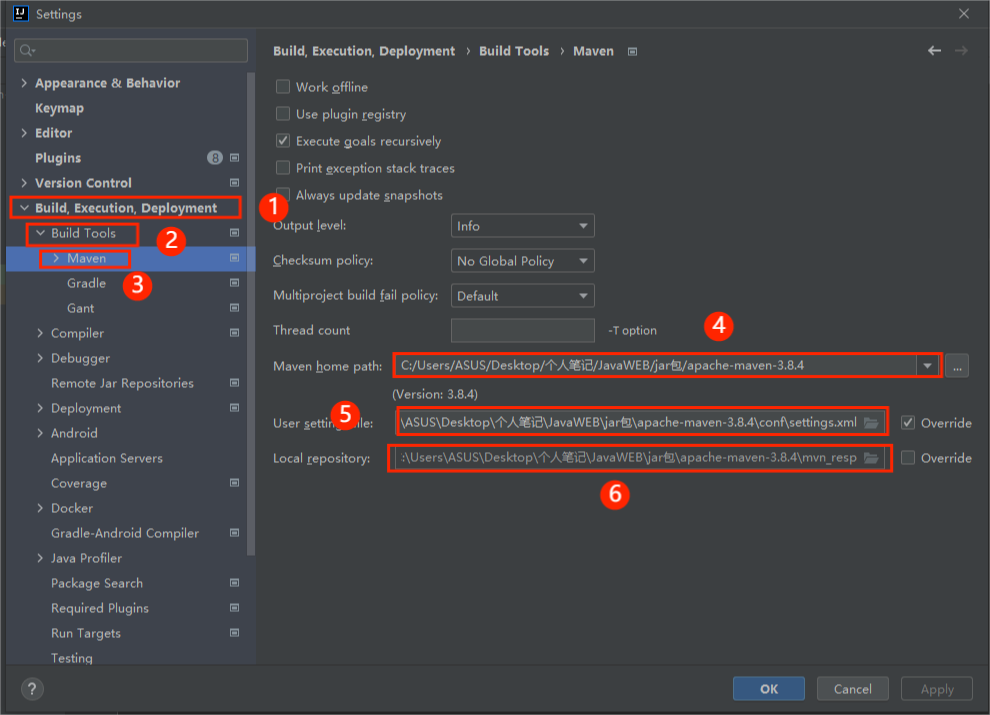 Settings
Build, Execution, Deployment › Build Tools › Maven
Appearance & Behavior
Keymap
Editor
Plugins 8
Version Control
Build, Execution, Deployment
Build Tools
Maven
Gradle
Gant
Compiler
Debugger
Remote Jar Repositories
Deployment
Android
Application Servers
Coverage
Docker
Gradle-Android Compiler
Java Profiler
Package Search
Required Plugins
Run Targets
Testing
1
2
3
Work offline
Use plugin registry
Execute goals recursively
Print exception stack traces
Always update snapshots
Output level: Info
Checksum policy: No Global Policy
Multiproject build fail policy: Default
Thread count -T option
4
Maven home path: C:/Users/ASUS/Desktop/个人笔记/JavaWEB/jar包/apache-maven-3.8.4 ...
(Version: 3.8.4)
5
User settings file: \ASUS\Desktop\个人笔记\JavaWEB\jar包\apache-maven-3.8.4\conf\settings.xml Override
Local repository: :\Users\ASUS\Desktop\个人笔记\JavaWEB\jar包\apache-maven-3.8.4\mvn_resp Override
6
? OK Cancel Apply